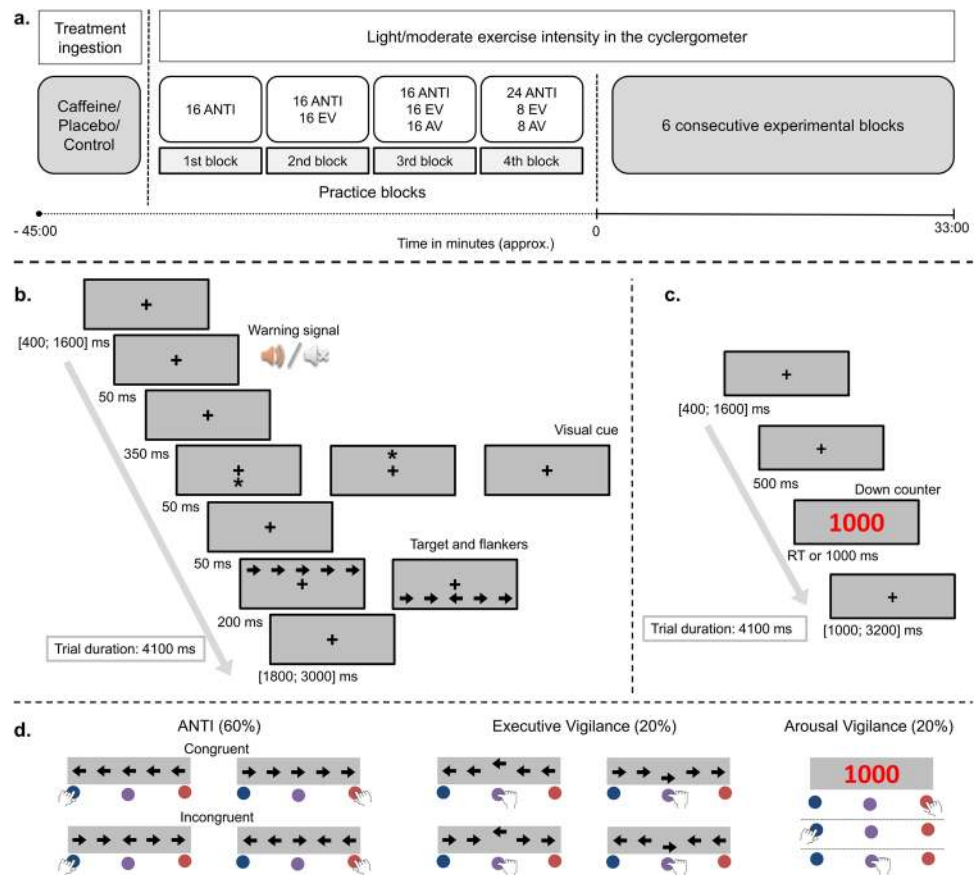 a.
Treatment
ingestion
Light/moderate exercise intensity in the cyclergometer
Caffeine/
Placebo/
Control
16 ANTI
16 ANTI
16 EV
16 ANTI
16 EV
16 AV
24 ANTI
8 EV
8 AV
6 consecutive experimental blocks
1st block
2nd block
3rd block
4th block
Practice blocks
- 45:00
Time in minutes (approx.)
0
33:00
b.
Warning signal
[400; 1600] ms
50 ms
350 ms
Visual cue
50 ms
50 ms
Target and flankers
200 ms
Trial duration: 4100 ms
[1800; 3000] ms
c.
[400; 1600] ms
500 ms
Down counter
1000
RT or 1000 ms
Trial duration: 4100 ms
[1000; 3200] ms
d.
ANTI (60%)
Executive Vigilance (20%)
Arousal Vigilance (20%)
Congruent
1000
Incongruent